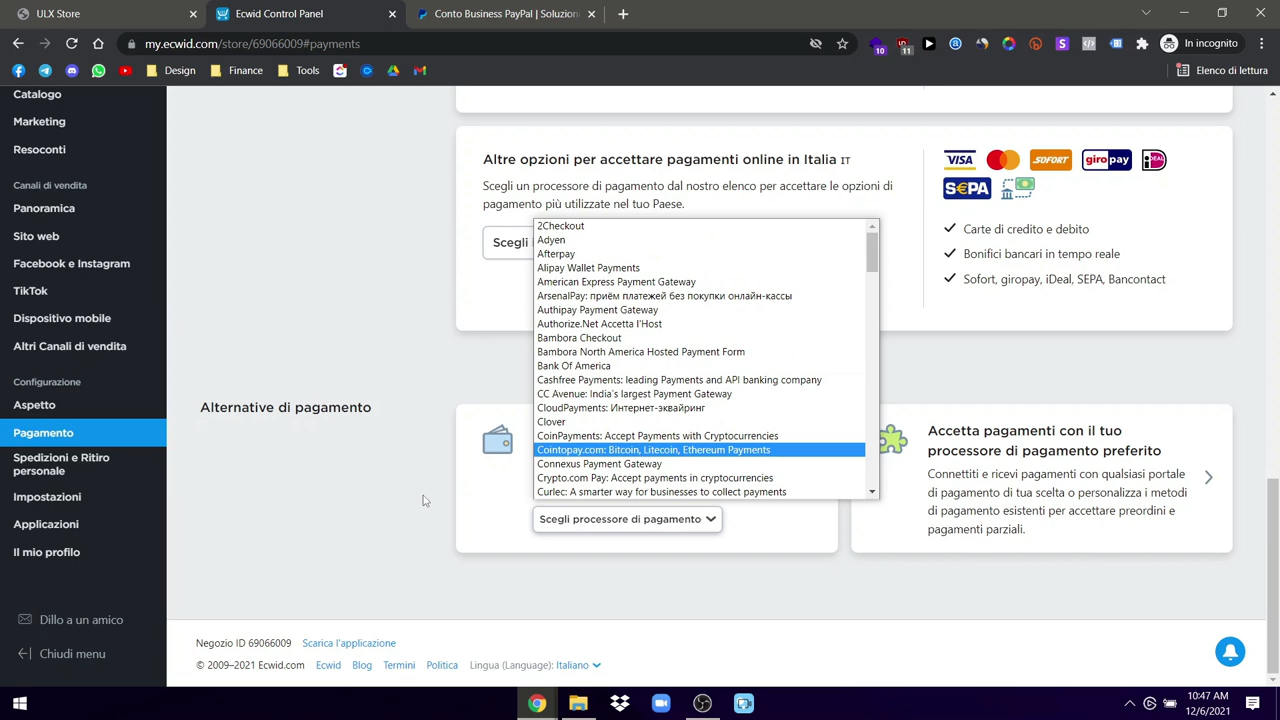 ULX Store
Ecwid Control Panel
Conto Business PayPal | Soluzion
my.ecwid.com/store/69066009#payments
10
11
In incognito
Design
Finance
Tools
Elenco di lettura
Catalogo
Marketing
Resoconti
Canali di vendita
Panoramica
Sito web
Facebook e Instagram
TikTok
Dispositivo mobile
Altri Canali di vendita
Configurazione
Aspetto
Pagamento
Spedizioni e Ritiro
personale
Impostazioni
Applicazioni
Il mio profilo
Dillo a un amico
Chiudi menu
Altre opzioni per accettare pagamenti online in Italia IT
Scegli un processore di pagamento dal nostro elenco per accettare le opzioni di
pagamento più utilizzate nel tuo Paese.
Scegli
VISA
SOFORT
giropay
iDEAL
SEPA
Carte di credito e debito
Bonifici bancari in tempo reale
Sofort, giropay, iDeal, SEPA, Bancontact
2Checkout
Adyen
Afterpay
Alipay Wallet Payments
American Express Payment Gateway
ArsenalPay: приём платежей без покупки онлайн-кассы
Authipay Payment Gateway
Authorize.Net Accetta l'Host
Bambora Checkout
Bambora North America Hosted Payment Form
Bank Of America
Cashfree Payments: leading Payments and API banking company
CC Avenue: India's largest Payment Gateway
CloudPayments: Интернет-эквайринг
Clover
CoinPayments: Accept Payments with Cryptocurrencies
Cointopay.com: Bitcoin, Litecoin, Ethereum Payments
Connexus Payment Gateway
Crypto.com Pay: Accept payments in cryptocurrencies
Curlec: A smarter way for businesses to collect payments
Scegli processore di pagamento
Alternative di pagamento
Accetta pagamenti con il tuo
processore di pagamento preferito
Connettiti e ricevi pagamenti con qualsiasi portale
di pagamento di tua scelta o personalizza i metodi
di pagamento esistenti per accettare preordini e
pagamenti parziali.
Negozio ID 69066009 Scarica l'applicazione
© 2009–2021 Ecwid.com Ecwid Blog Termini Politica Lingua (Language): Italiano
10:47 AM
12/6/2021